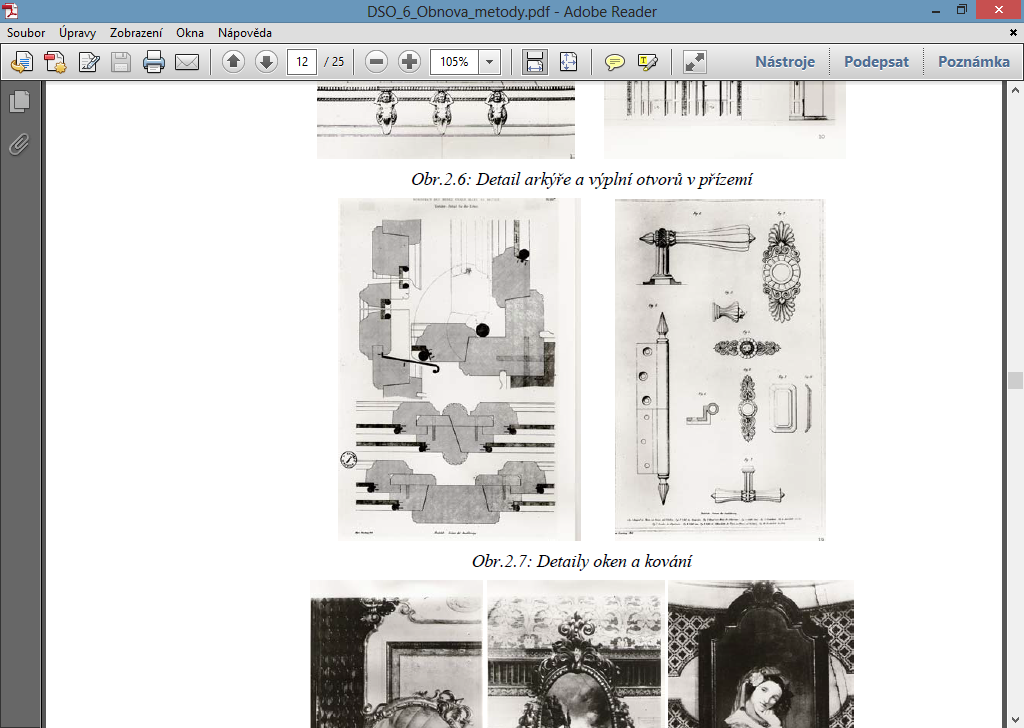 DSO_6_Obnova_metody.pdf - Adobe Reader
Soubor Úpravy Zobrazení Okna Nápověda
12 / 25 105% Nástroje Podepsat Poznámka
Obr.2.6: Detail arkýře a výplní otvorů v přízemí
Obr.2.7: Detaily oken a kování